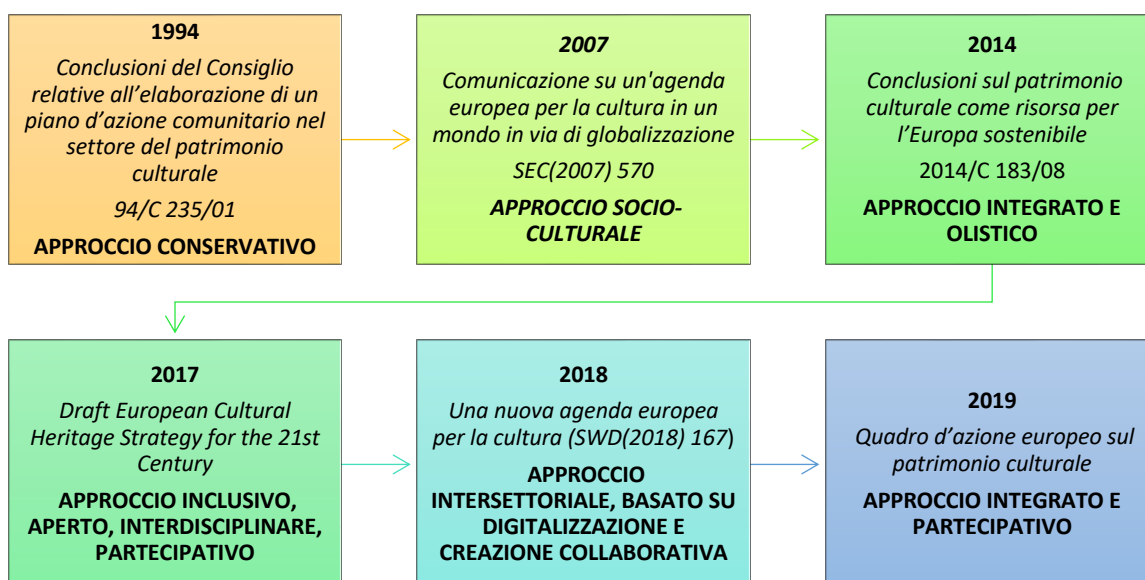 1994
Conclusioni del Consiglio
relative all’elaborazione di un
piano d’azione comunitario nel
settore del patrimonio
culturale
94/C 235/01
APPROCCIO CONSERVATIVO
2007
Comunicazione su un'agenda
europea per la cultura in un
mondo in via di globalizzazione
SEC(2007) 570
APPROCCIO SOCIO-
CULTURALE
2014
Conclusioni sul patrimonio
culturale come risorsa per
l’Europa sostenibile
2014/C 183/08
APPROCCIO INTEGRATO E
OLISTICO
2017
Draft European Cultural
Heritage Strategy for the 21st
Century
APPROCCIO INCLUSIVO,
APERTO, INTERDISCIPLINARE,
PARTECIPATIVO
2018
Una nuova agenda europea
per la cultura (SWD(2018) 167)
APPROCCIO
INTERSETTORIALE, BASATO SU
DIGITALIZZAZIONE E
CREAZIONE COLLABORATIVA
2019
Quadro d’azione europeo sul
patrimonio culturale
APPROCCIO INTEGRATO E
PARTECIPATIVO